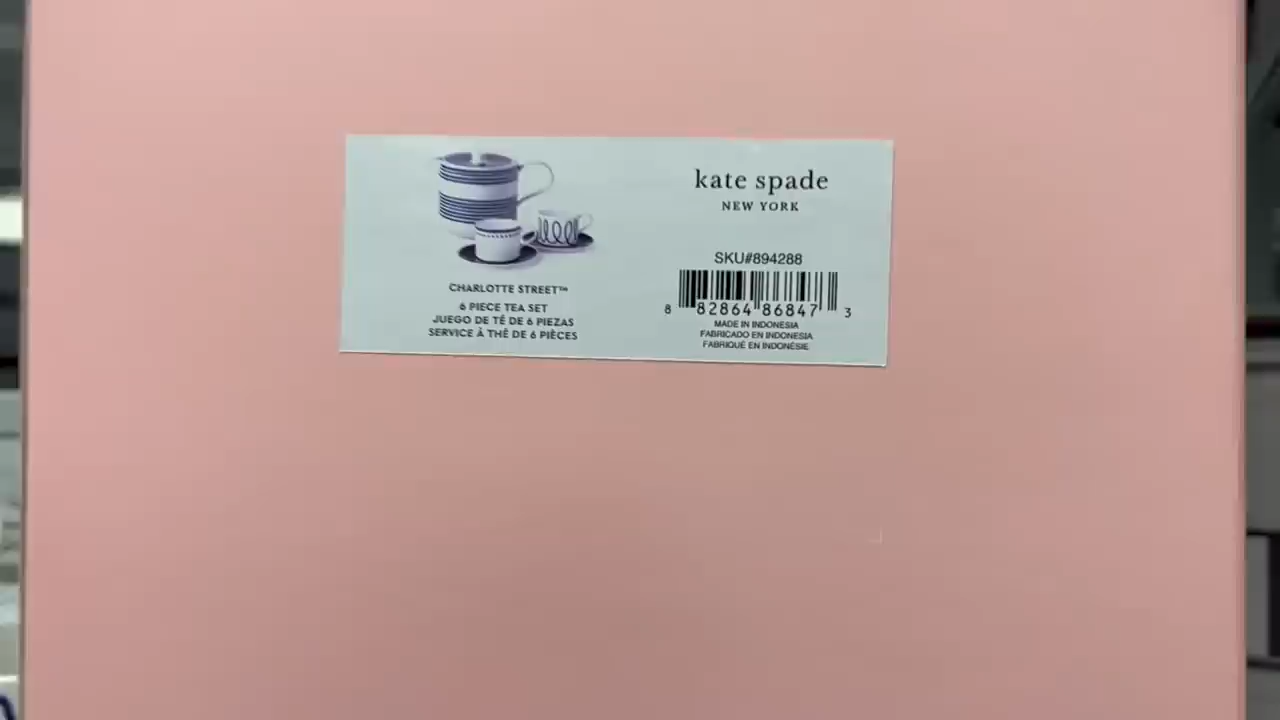 kate spade
NEW YORK
CHARLOTTE STREET™
6 PIECE TEA SET
JUEGO DE TÉ DE 6 PIEZAS
SERVICE À THÉ DE 6 PIÈCES
SKU#894288
8 82864 86847 3
MADE IN INDONESIA
FABRICADO EN INDONESIA
FABRIQUÉ EN INDONÉSIE